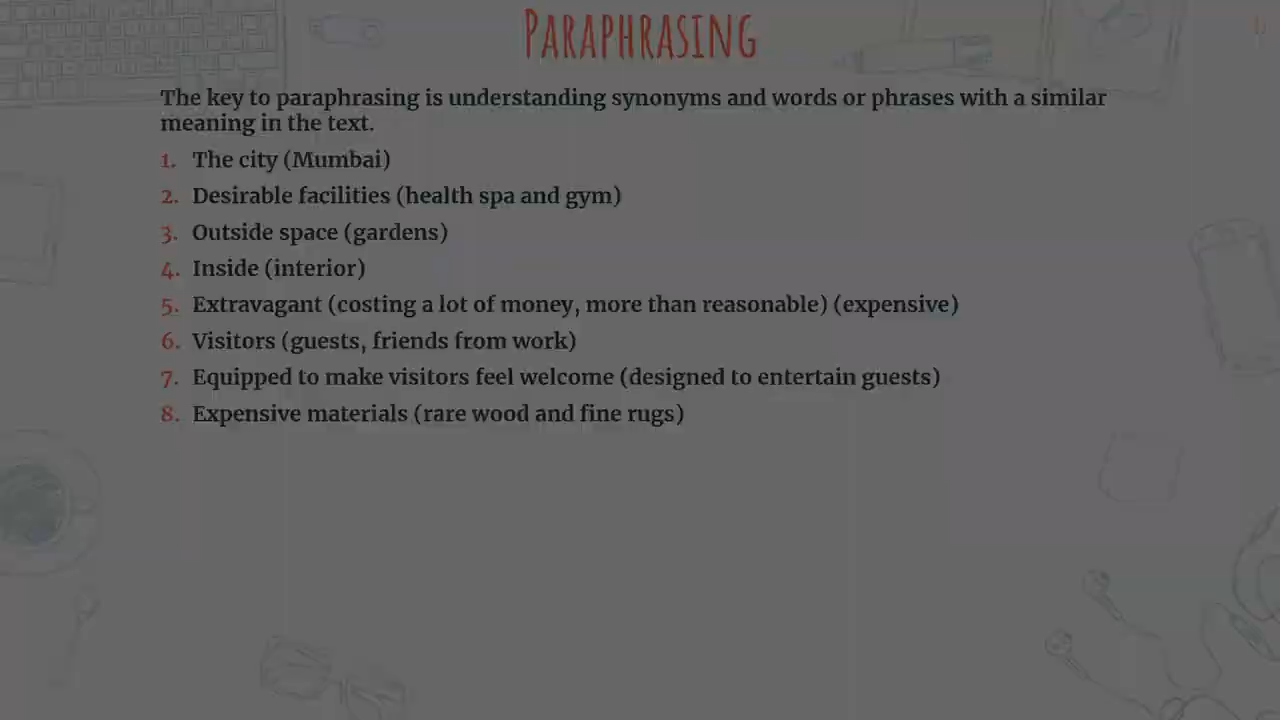 PARAPHRASING
The key to paraphrasing is understanding synonyms and words or phrases with a similar
meaning in the text.
1. The city (Mumbai)
2. Desirable facilities (health spa and gym)
3. Outside space (gardens)
4. Inside (interior)
5. Extravagant (costing a lot of money, more than reasonable) (expensive)
6. Visitors (guests, friends from work)
7. Equipped to make visitors feel welcome (designed to entertain guests)
8. Expensive materials (rare wood and fine rugs)